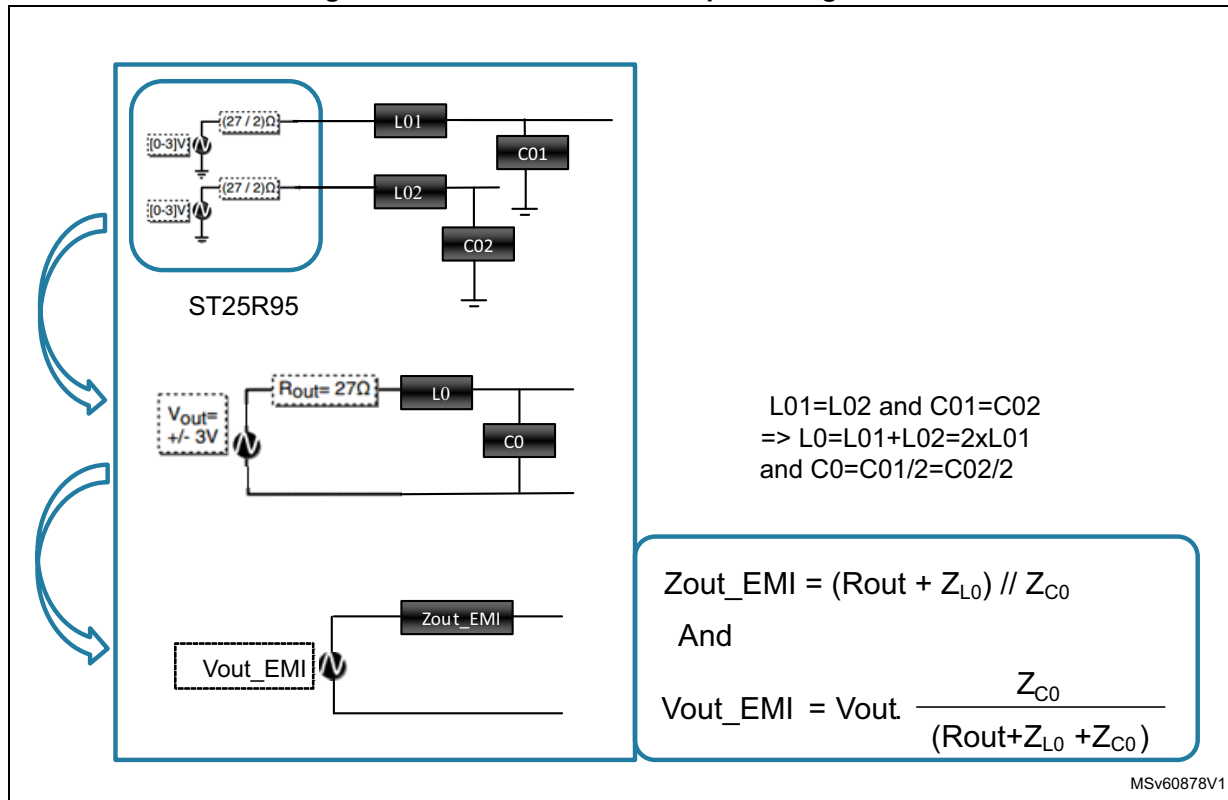 (27 / 2)Ω
L01
[0-3]V
C01
(27 / 2)Ω
L02
[0-3]V
C02
ST25R95
Rout= 27Ω
L0
Vout=
+/- 3V
C0
L01=L02 and C01=C02
=> L0=L01+L02=2xL01
and C0=C01/2=C02/2
Zout_EMI
Vout_EMI
Zout_EMI = (Rout + ZL0) // ZC0
And
Vout_EMI = Vout. ZC0
(Rout+ZL0 +ZC0)
MSv60878V1